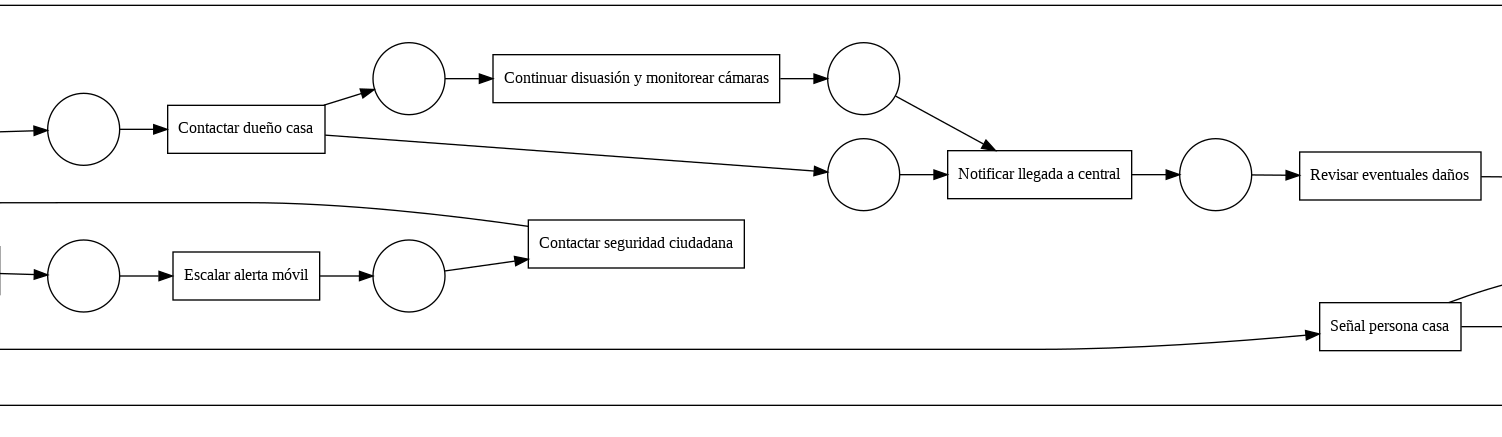 Continuar disuasión y monitorear cámaras
Contactar dueño casa
Notificar llegada a central
Revisar eventuales daños
Contactar seguridad ciudadana
Escalar alerta móvil
Señal persona casa